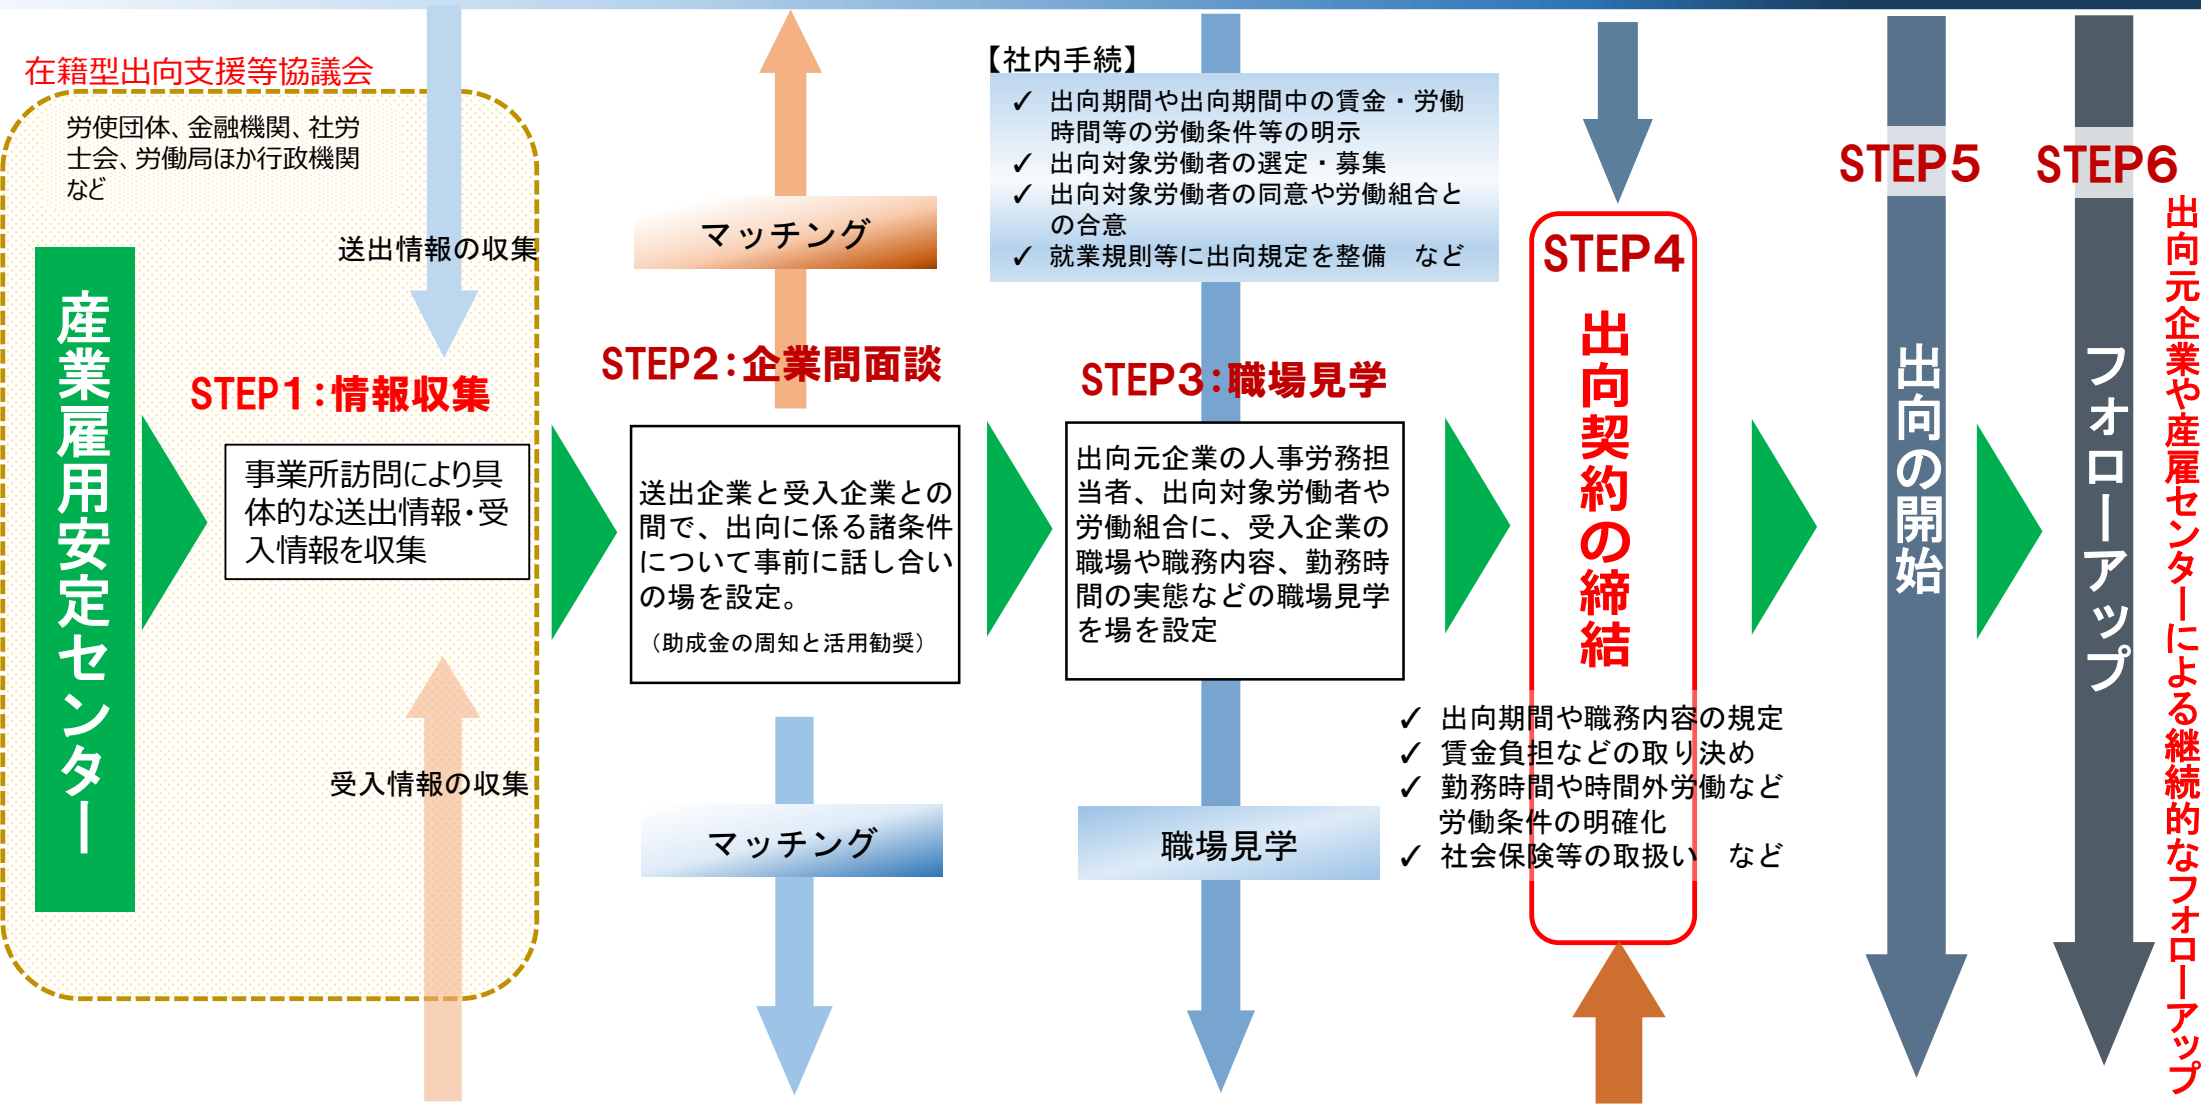 在籍型出向支援等協議会
労使団体、金融機関、社労
士会、労働局ほか行政機関
など
送出情報の収集
産業雇用安定センター
STEP1:情報収集
事業所訪問により具
体的な送出情報・受
入情報を収集
受入情報の収集
マッチング
STEP2:企業間面談
送出企業と受入企業との
間で、出向に係る諸条件
について事前に話し合い
の場を設定。
（助成金の周知と活用勧奨）
マッチング
【社内手続】
✓ 出向期間や出向期間中の賃金・労働
時間等の労働条件等の明示
✓ 出向対象労働者の選定・募集
✓ 出向対象労働者の同意や労働組合と
の合意
✓ 就業規則等に出向規定を整備　など
STEP3:職場見学
出向元企業の人事労務担
当者、出向対象労働者や
労働組合に、受入企業の
職場や職務内容、勤務時
間の実態などの職場見学
を場を設定
職場見学
STEP4
出向契約の締結
✓ 出向期間や職務内容の規定
✓ 賃金負担などの取り決め
✓ 勤務時間や時間外労働など
労働条件の明確化
✓ 社会保険等の取扱い　など
STEP5
出向の開始
STEP6
フォローアップ
出向元企業や産雇センターによる継続的なフォローアップ